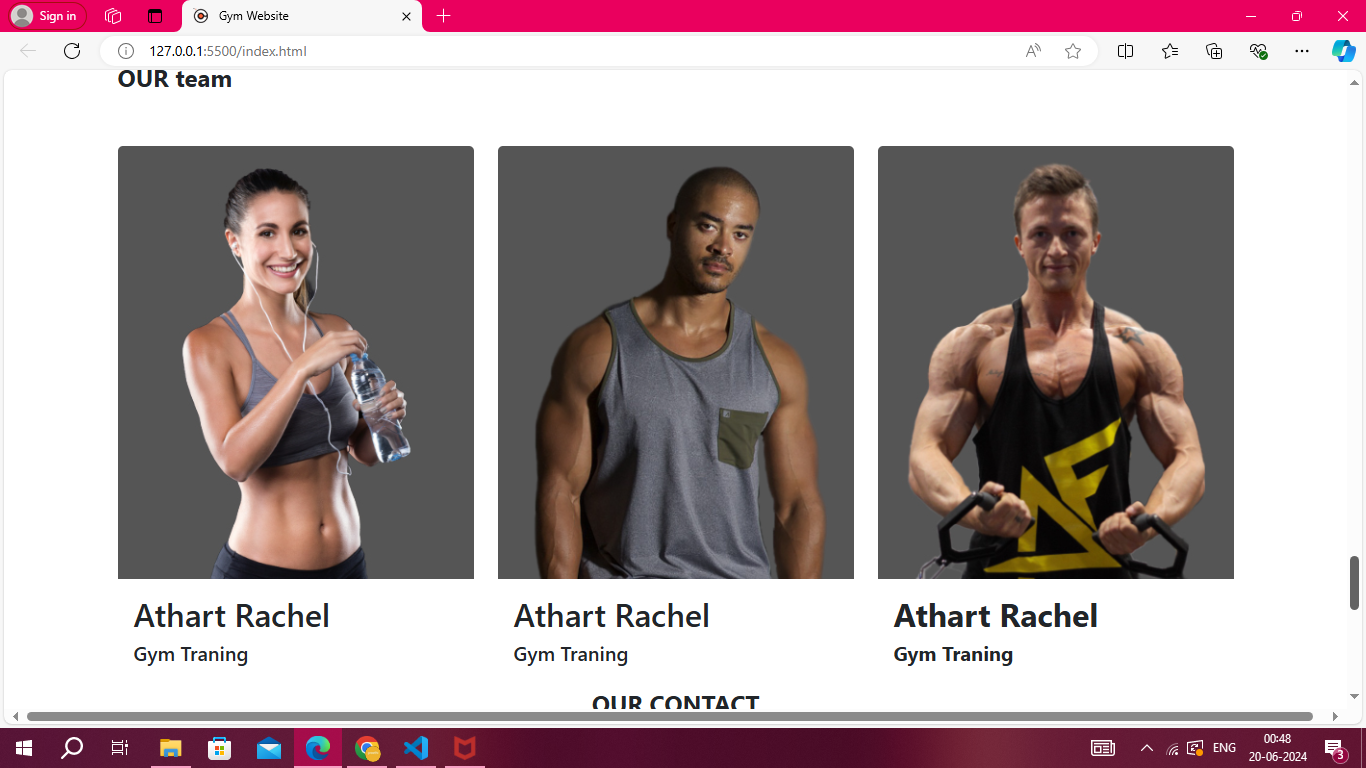 Sign in
Gym Website
127.0.0.1:5500/index.html
OUR team
Athart Rachel
Gym Traning
Athart Rachel
Gym Traning
Athart Rachel
Gym Traning
OUR CONTACT
ENG
00:48
20-06-2024
3